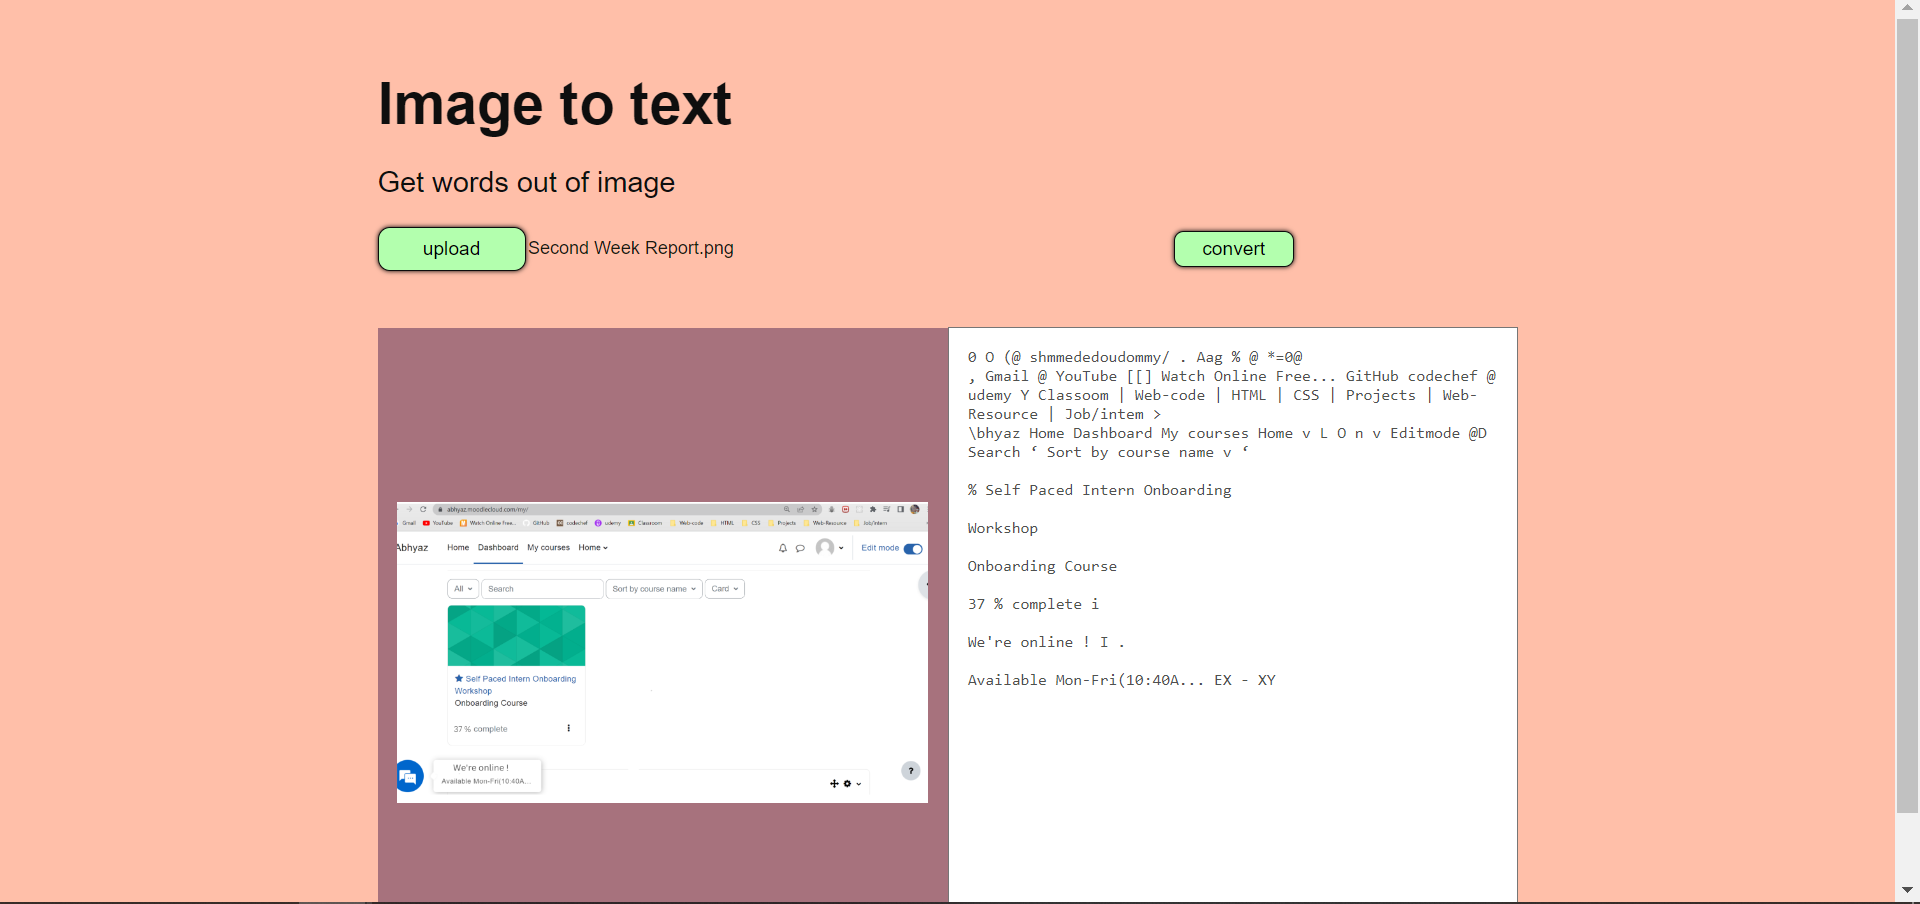 Image to text
Get words out of image
upload Second Week Report.png
convert
abhyaz.moodlecloud.com/my/
Gmail YouTube Watch Online Free... GitHub codechef udemy Classroom Web-code HTML CSS Projects Web-Resource Job/intern
Abhyaz Home Dashboard My courses Home Edit mode
All Search Sort by course name Card
Self Paced Intern Onboarding
Workshop
Onboarding Course
37 % complete
We're online !
Available Mon-Fri(10:40A...
?
0 O (@ shmmededoudommy/ . Aag % @ *=0@
, Gmail @ YouTube [[] Watch Online Free... GitHub codechef @
udemy Y Classoom | Web-code | HTML | CSS | Projects | Web-
Resource | Job/intem >
\bhyaz Home Dashboard My courses Home v L O n v Editmode @D
Search ‘ Sort by course name v ‘
% Self Paced Intern Onboarding
Workshop
Onboarding Course
37 % complete i
We're online ! I .
Available Mon-Fri(10:40A... EX - XY